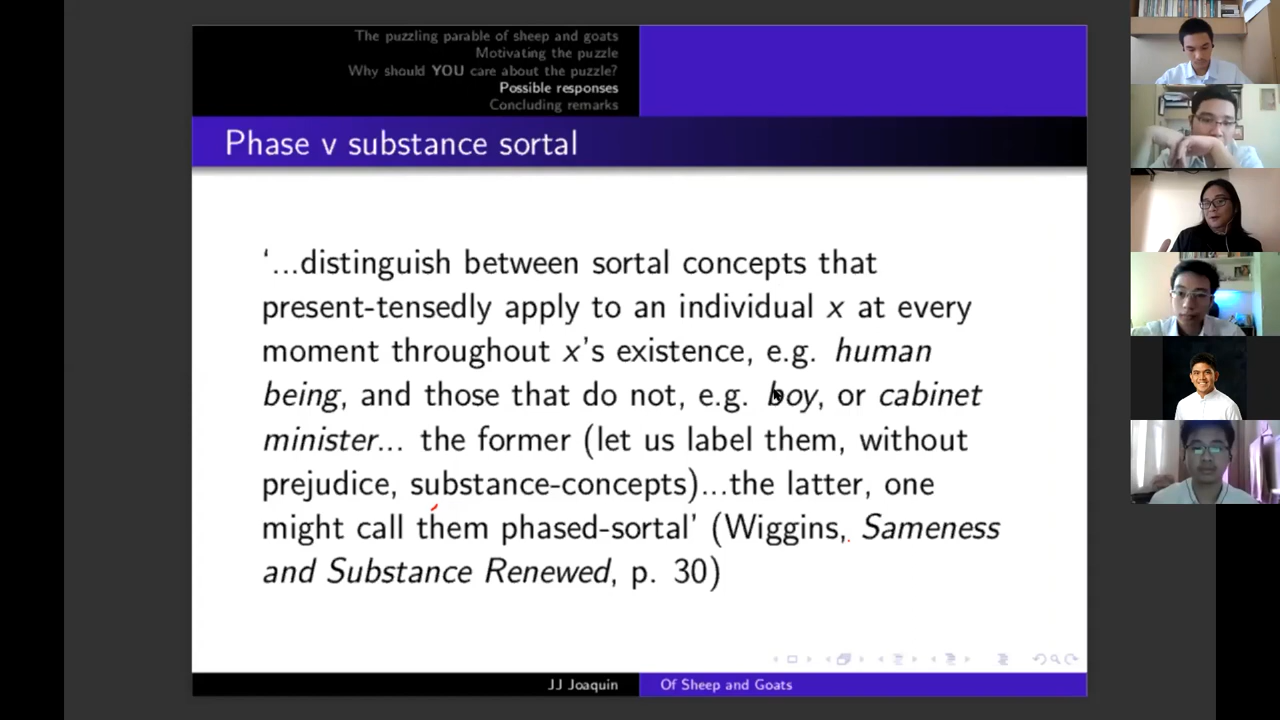 The puzzling parable of sheep and goats
Motivating the puzzle
Why should YOU care about the puzzle?
Possible responses
Concluding remarks
Phase v substance sortal
‘...distinguish between sortal concepts that
present-tensedly apply to an individual x at every
moment throughout x’s existence, e.g. human
being, and those that do not, e.g. boy, or cabinet
minister... the former (let us label them, without
prejudice, substance-concepts)...the latter, one
might call them phased-sortal’ (Wiggins, Sameness
and Substance Renewed, p. 30)
JJ Joaquin
Of Sheep and Goats